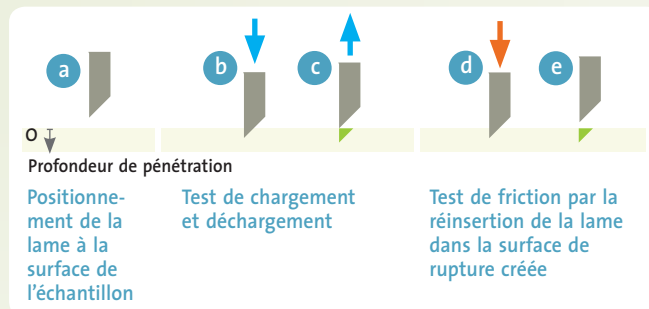 a
b
c
d
e
O
Profondeur de pénétration
Positionne-
ment de la
lame à la
surface de
l'échantillon
Test de chargement
et déchargement
Test de friction par la
réinsertion de la lame
dans la surface de
rupture créée